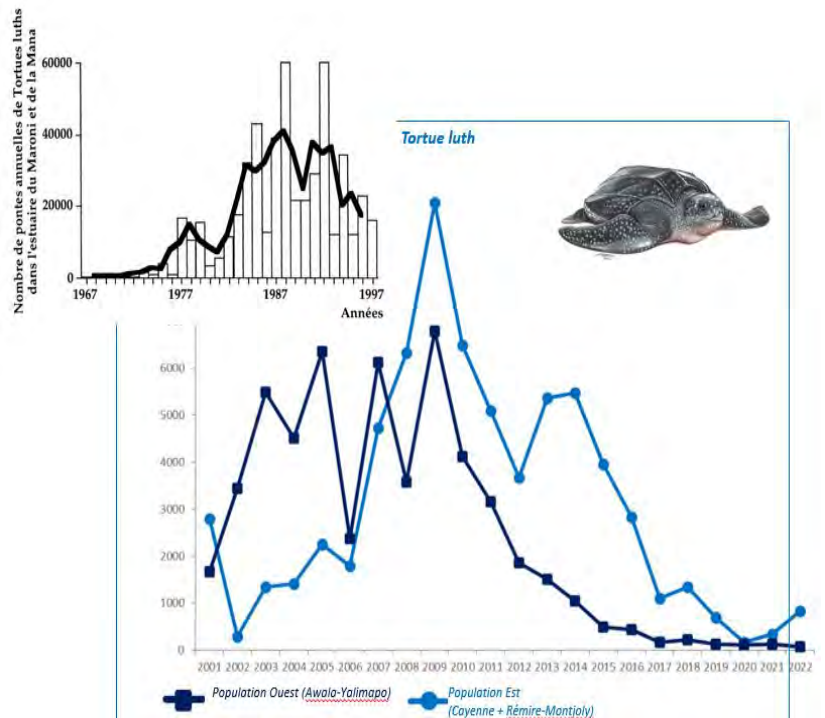 Nombre de pontes annuelles de Tortues luths
dans l'estuaire du Maroni et de la Mana
60000
40000
20000
0
1967
1977
1987
1997
Années
Tortue luth
6000
5000
4000
3000
2000
1000
0
2001 2002 2003 2004 2005 2006 2007 2008 2009 2010 2011 2012 2013 2014 2015 2016 2017 2018 2019 2020 2021 2022
Population Ouest (Awala-Yalimapo)
Population Est
(Cayenne + Rémire-Montjoly)